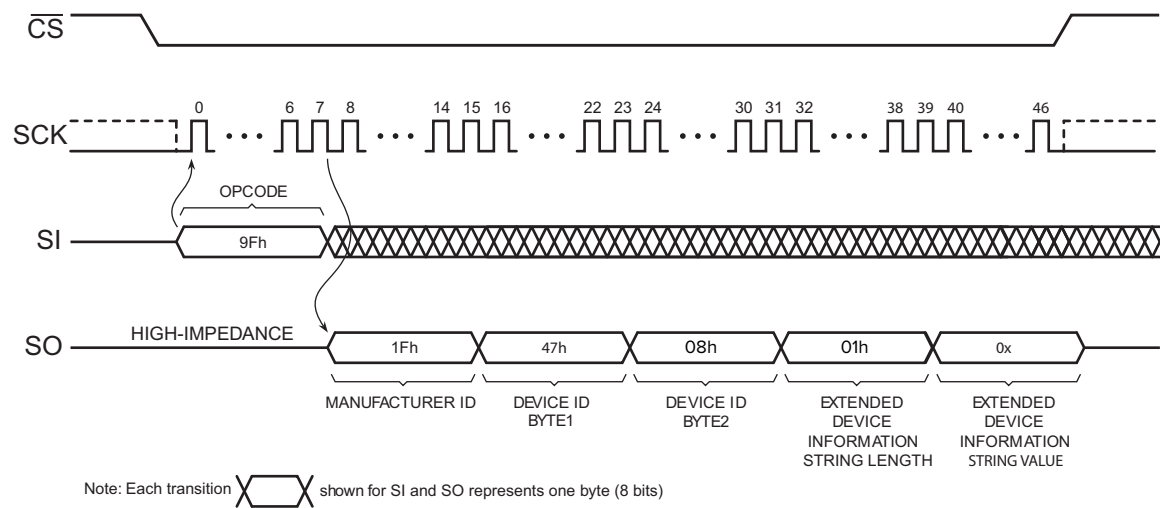 CS
0 6 7 8 14 15 16 22 23 24 30 31 32 38 39 40 46
SCK
OPCODE
SI
9Fh
HIGH-IMPEDANCE
SO
1Fh 47h 08h 01h 0x
MANUFACTURER ID
DEVICE ID
BYTE1
DEVICE ID
BYTE2
EXTENDED
DEVICE
INFORMATION
STRING LENGTH
EXTENDED
DEVICE
INFORMATION
STRING VALUE
Note: Each transition shown for SI and SO represents one byte (8 bits)